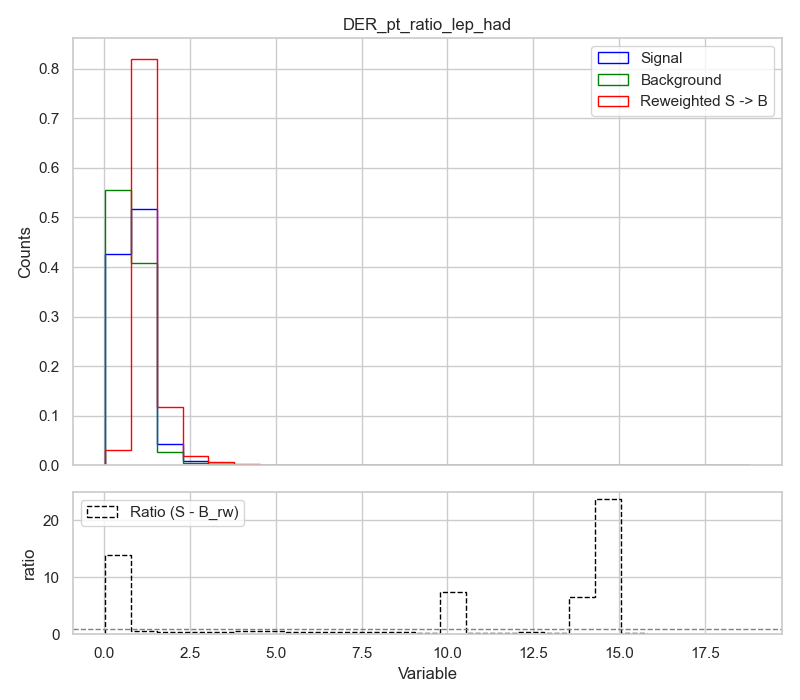 DER_pt_ratio_lep_had
Signal
Background
Reweighted S -> B
0.8
0.7
0.6
0.5
0.4
0.3
0.2
0.1
0.0
Counts
Ratio (S - B_rw)
20
10
0
ratio
0.0 2.5 5.0 7.5 10.0 12.5 15.0 17.5
Variable